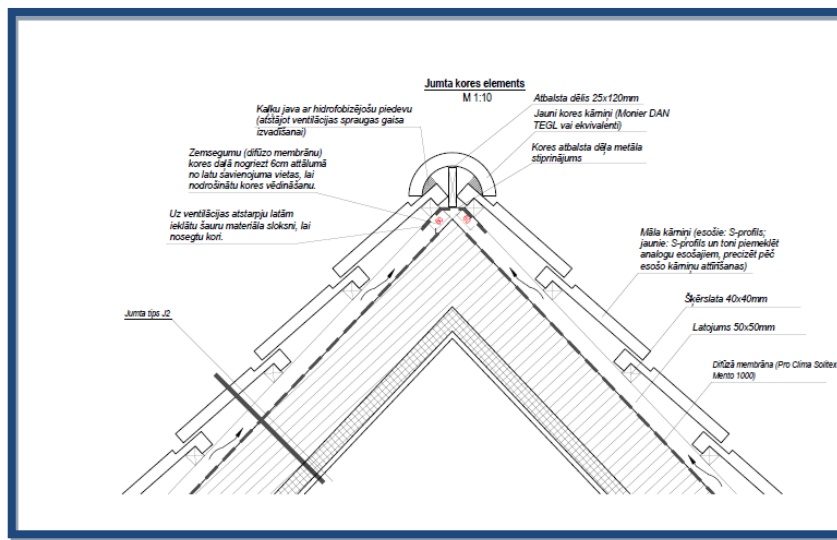 Jumta kores elements
M 1:10
Kaļķu java ar hidrofobizējošu piedevu
(atstājot ventilācijas spraugas gaisa
izvadīšanai)
Zemsegumu (difūzo membrānu)
kores daļā nogriezt 6cm attālumā
no latu savienojuma vietas, lai
nodrošinātu kores vēdināšanu.
Uz ventilācijas atstarpju latām
ieklātu šauru materiāla sloksni, lai
nosegtu kori.
Jumta tips J2
Atbalsta dēlis 25x120mm
Jauni kores kārniņi (Monier DAN
TEGL vai ekvivalenti)
Kores atbalsta dēļa metāla
stiprinājums
Māla kārniņi (esošie: S-profils;
jaunie: S-profils un toni piemeklēt
analogu esošajiem, precizēt pēc
esošo kārniņu attīrīšanas)
Šķērslata 40x40mm
Latojums 50x50mm
Difūzā membrāna (Pro Clima Solitex
Mento 1000)